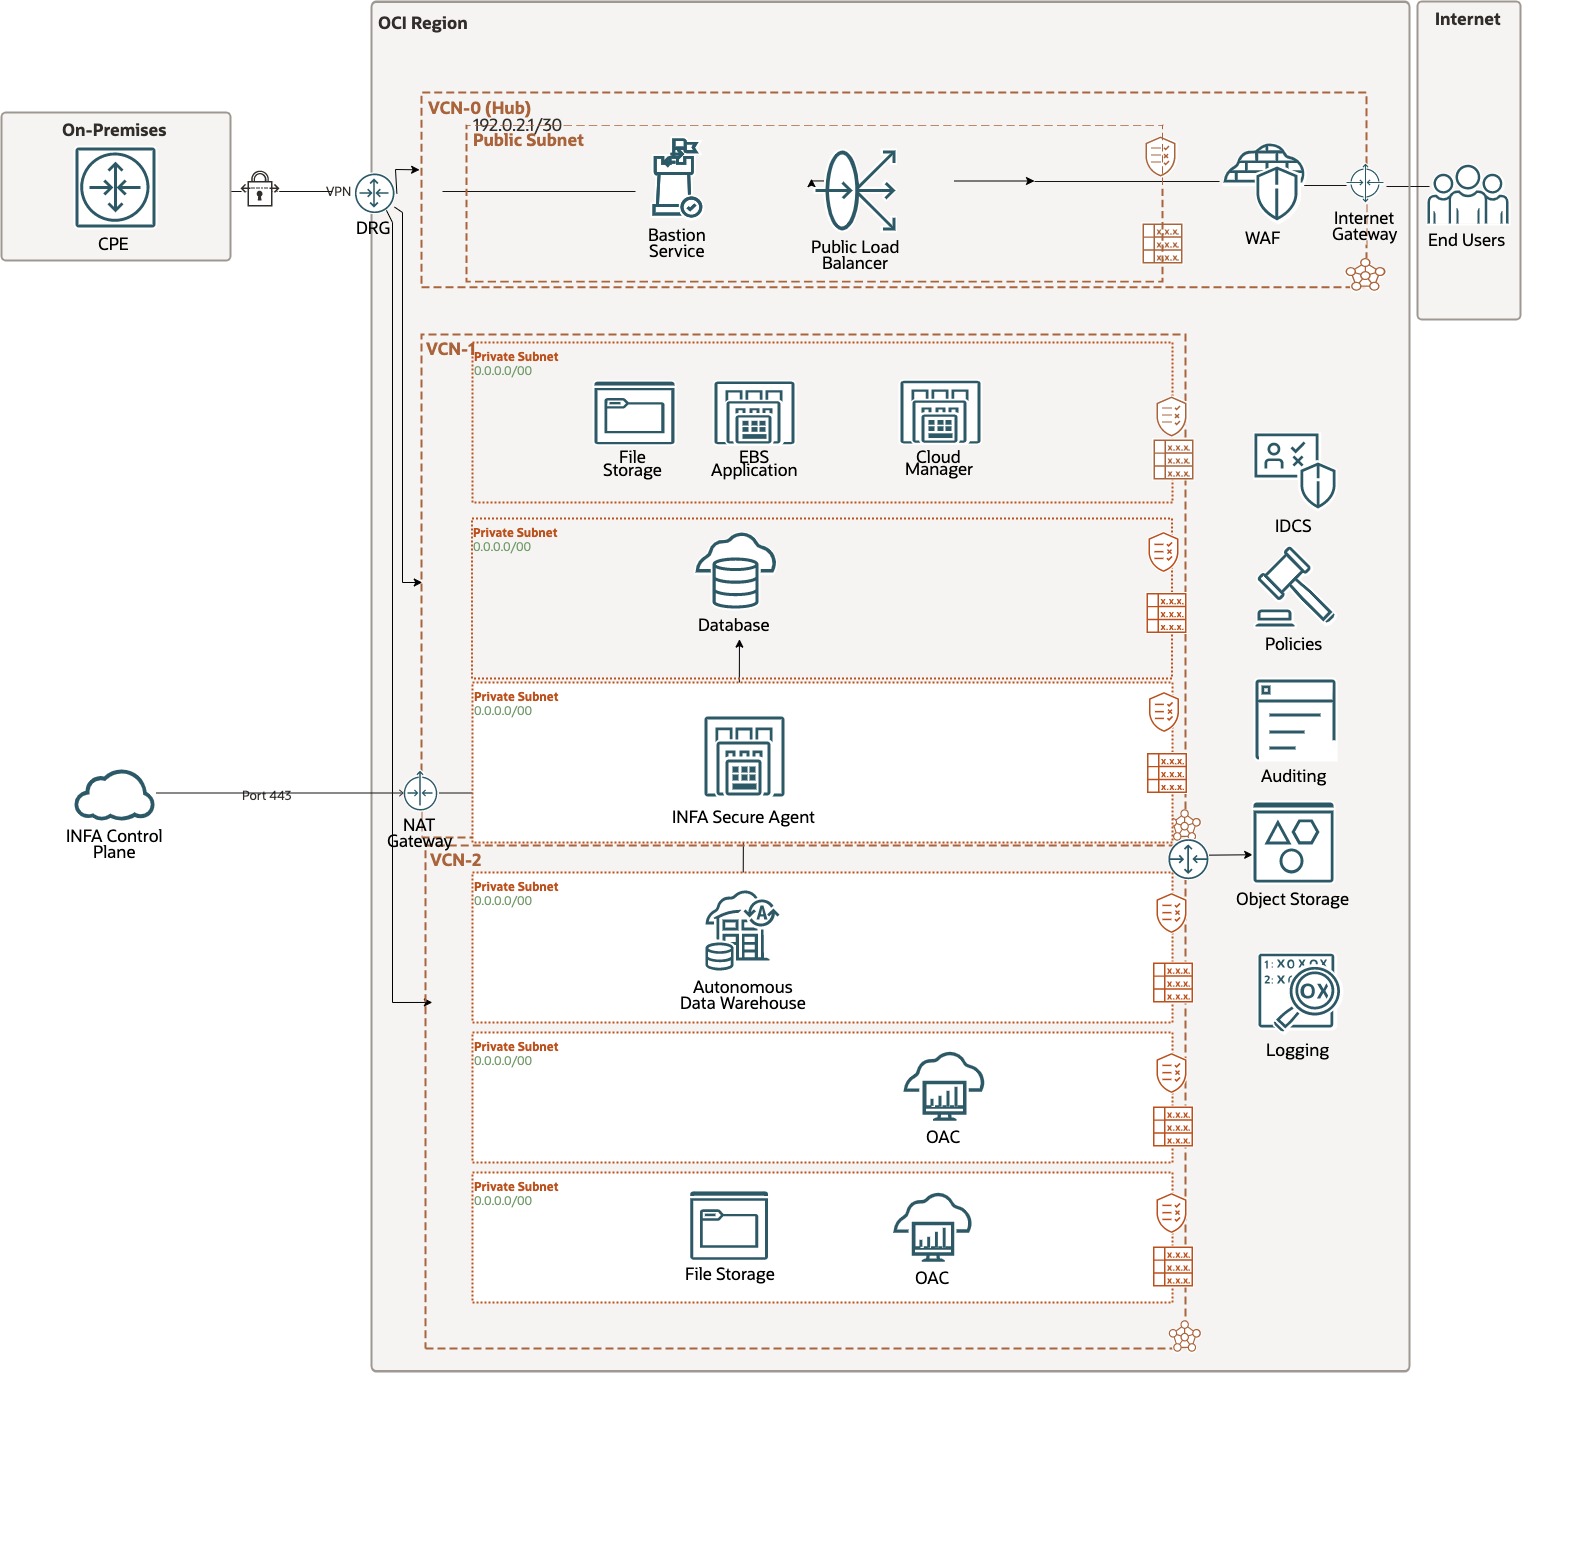 OCI Region
Internet
On-Premises
CPE
VPN
DRG
VCN-0 (Hub)
192.0.2.1/30
Public Subnet
Bastion
Service
Public Load
Balancer
WAF
Internet
Gateway
End Users
x.x.x.
x.x.x.
x.x.x.
VCN-1
Private Subnet
0.0.0.0/00
File
Storage
EBS
Application
Cloud
Manager
x.x.x.
x.x.x.
x.x.x.
IDCS
Private Subnet
0.0.0.0/00
Database
x.x.x.
x.x.x.
x.x.x.
Policies
Private Subnet
0.0.0.0/00
INFA Secure Agent
x.x.x.
x.x.x.
x.x.x.
Auditing
INFA Control
Plane
Port 443
NAT
Gateway
VCN-2
Object Storage
Private Subnet
0.0.0.0/00
A
Autonomous
Data Warehouse
x.x.x.
x.x.x.
x.x.x.
1: XOXOX
2: X
OX
Logging
Private Subnet
0.0.0.0/00
OAC
x.x.x.
x.x.x.
x.x.x.
Private Subnet
0.0.0.0/00
File Storage
OAC
x.x.x.
x.x.x.
x.x.x.